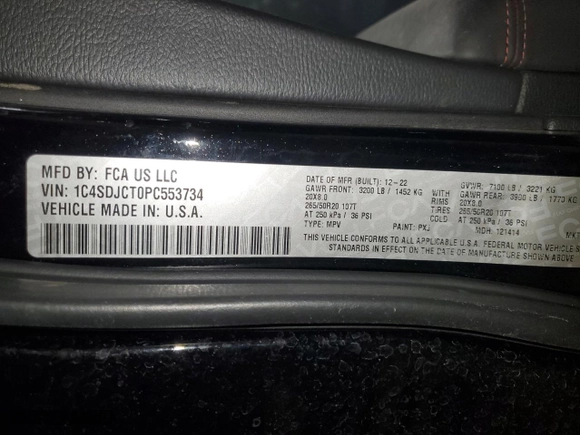 MFD BY: FCA US LLC
VIN: 1C4SDJCT0PC553734
VEHICLE MADE IN: U.S.A.
DATE OF MFR (BUILT): 12-22 GVWR: 7100 LB / 3221 KG
GAWR FRONT: 3200 LB / 1452 KG WITH GAWR REAR: 3900 LB / 1770 KG
20X8.0 RIMS 20X8.0
265/50R20 107T TIRES 265/50R20 107T
AT 250 kPa / 36 PSI COLD AT 250 kPa / 36 PSI
TYPE: MPV PAINT: PXJ MDH: 121414
THIS VEHICLE CONFORMS TO ALL APPLICABLE U.S.A. FEDERAL MOTOR VEHICLE
STANDARDS IN EFFECT ON THE DATE OF MANUFACTURE SHOWN ABOVE